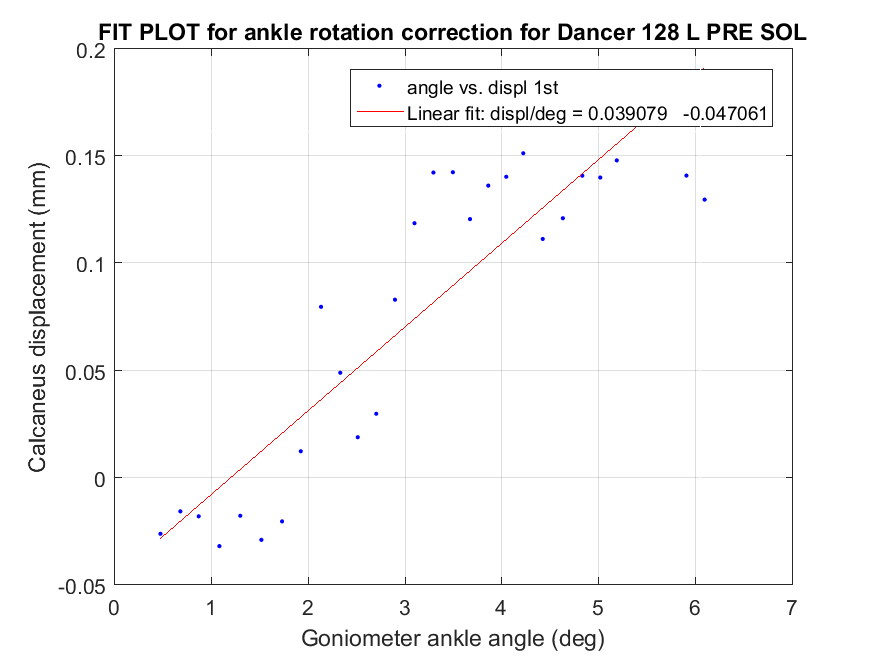 FIT PLOT for ankle rotation correction for Dancer 128 L PRE SOL
0.2
angle vs. displ 1st
Linear fit: displ/deg = 0.039079 -0.047061
0.15
0.1
0.05
0
-0.05
Calcaneus displacement (mm)
0 1 2 3 4 5 6 7
Goniometer ankle angle (deg)